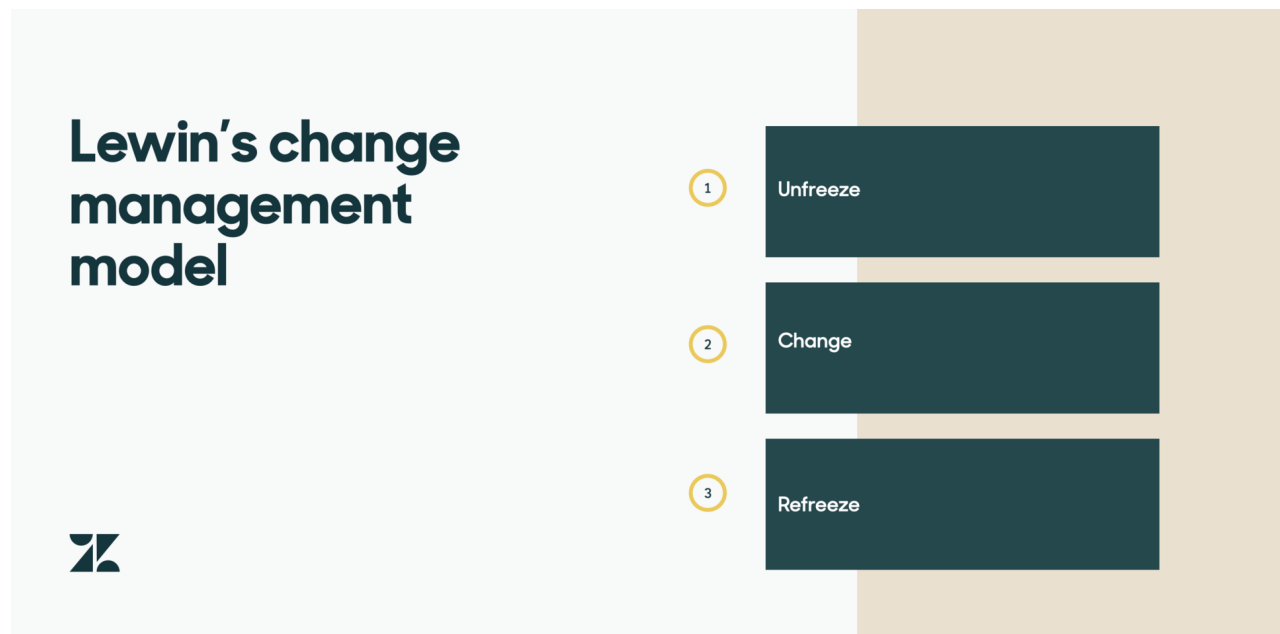 Lewin's change
management
model
1
Unfreeze
2
Change
3
Refreeze